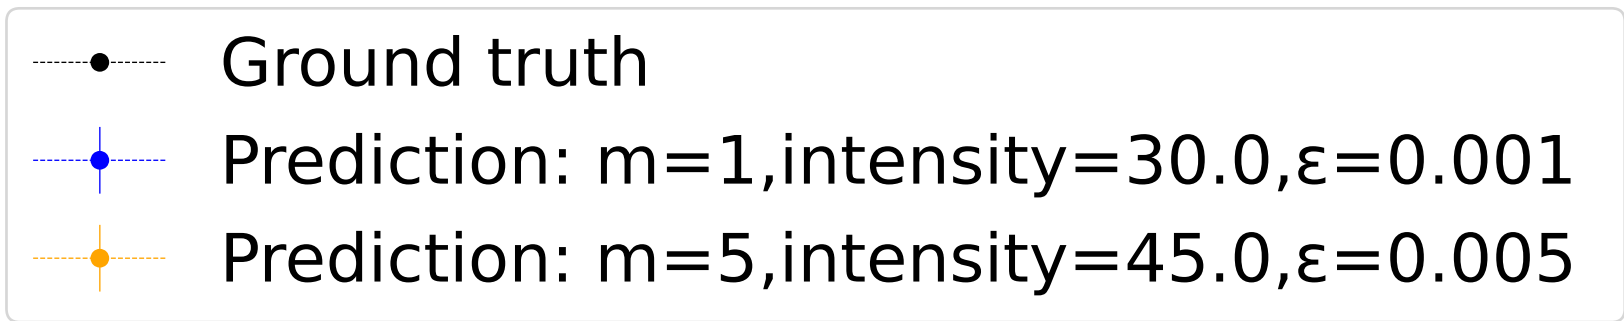 Ground truth
Prediction: m=1,intensity=30.0,ε=0.001
Prediction: m=5,intensity=45.0,ε=0.005